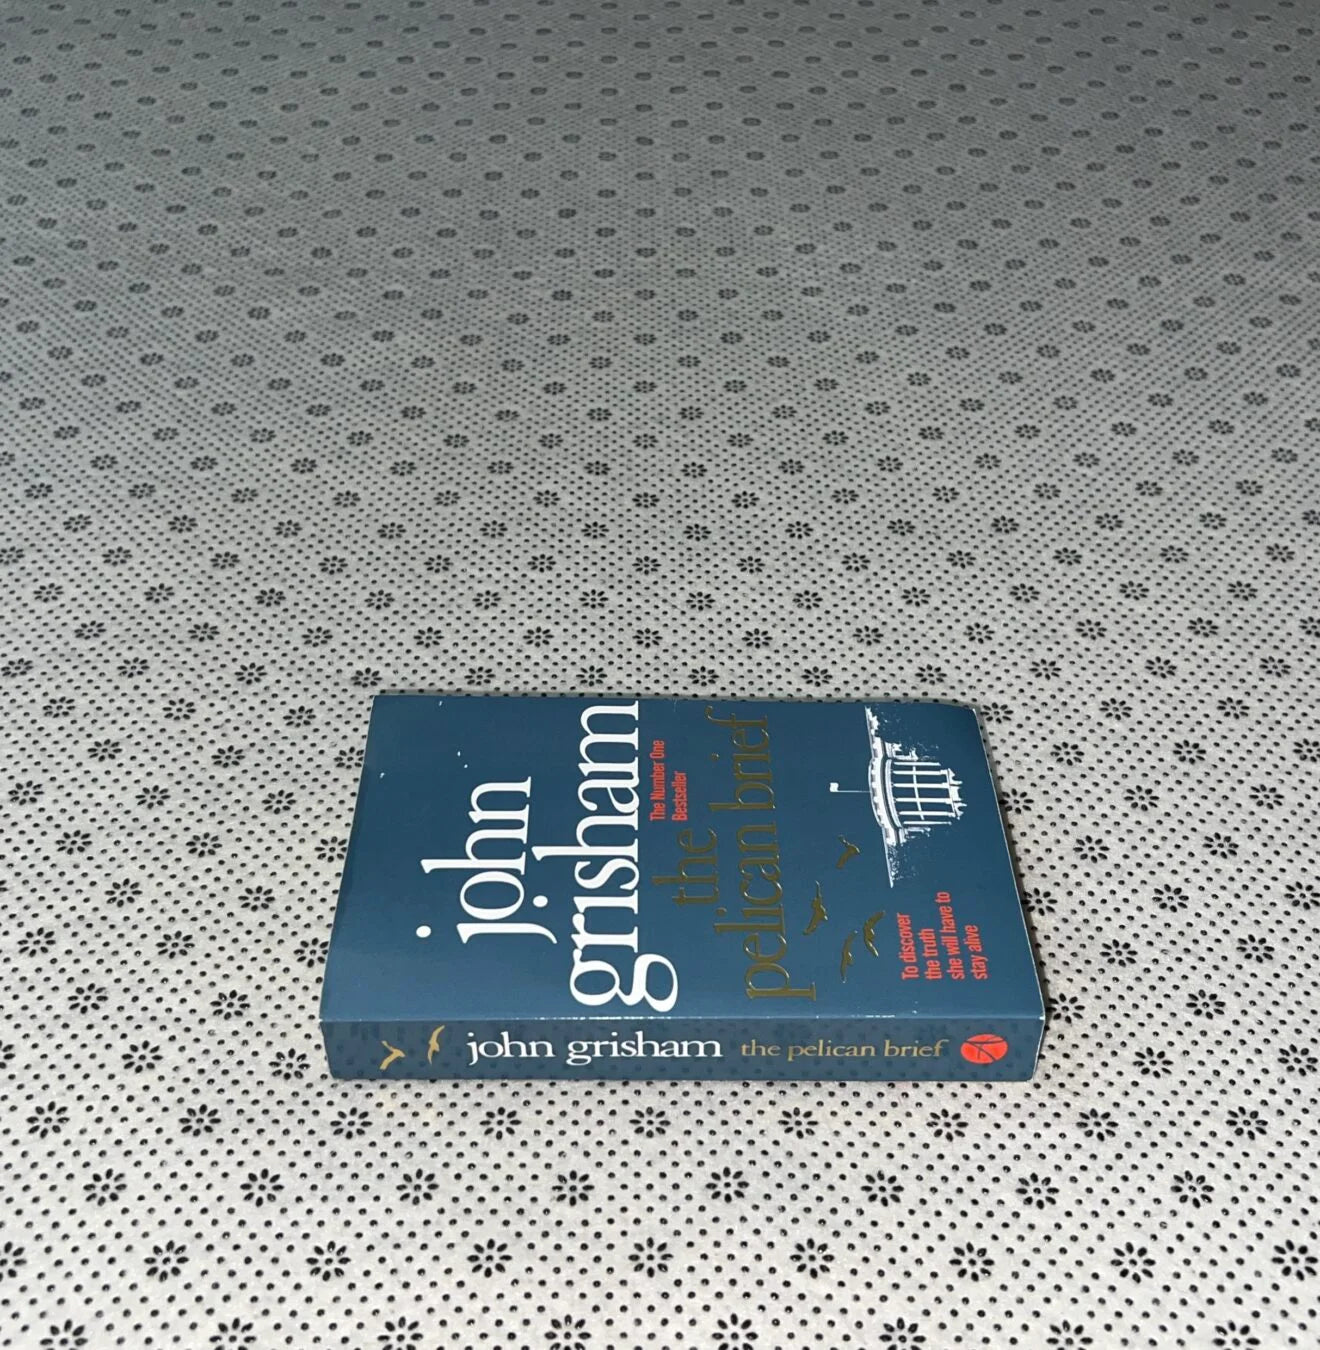 john
grisham
The Number One
Bestseller
the
pelican brief
To discover
the truth
she will have to
stay alive
john grisham the pelican brief